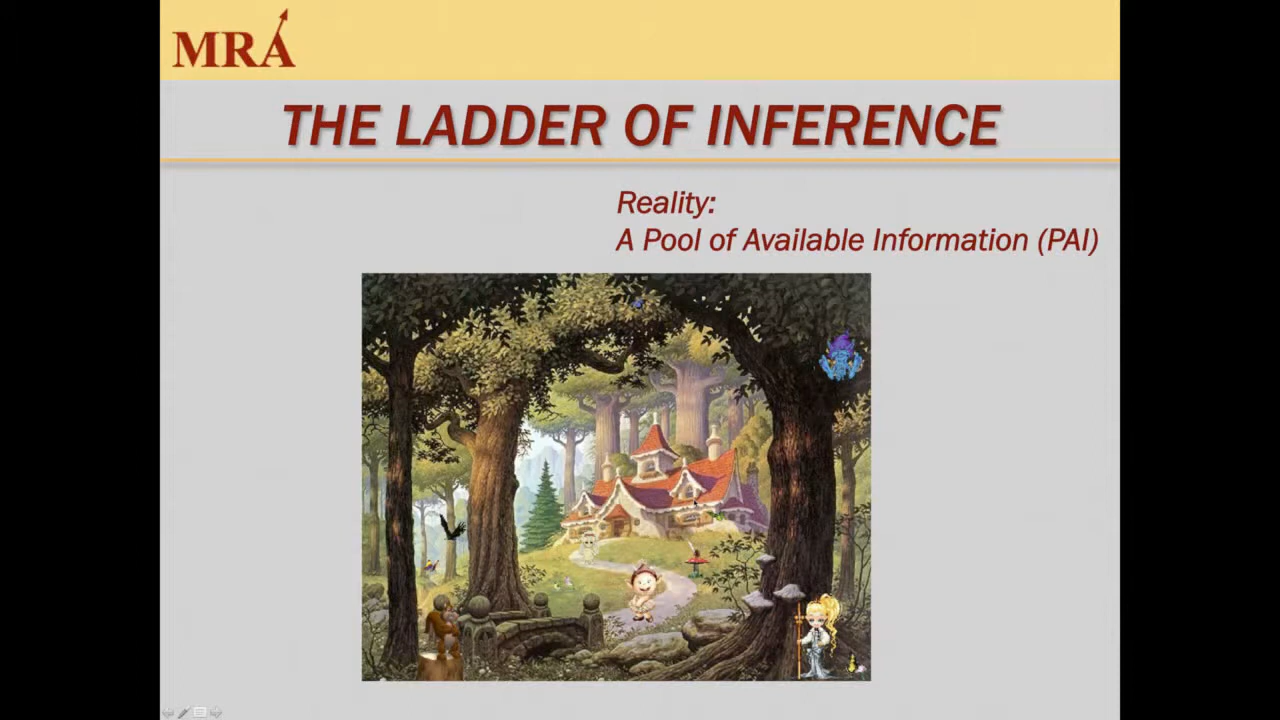 MRA
THE LADDER OF INFERENCE
Reality:
A Pool of Available Information (PAI)